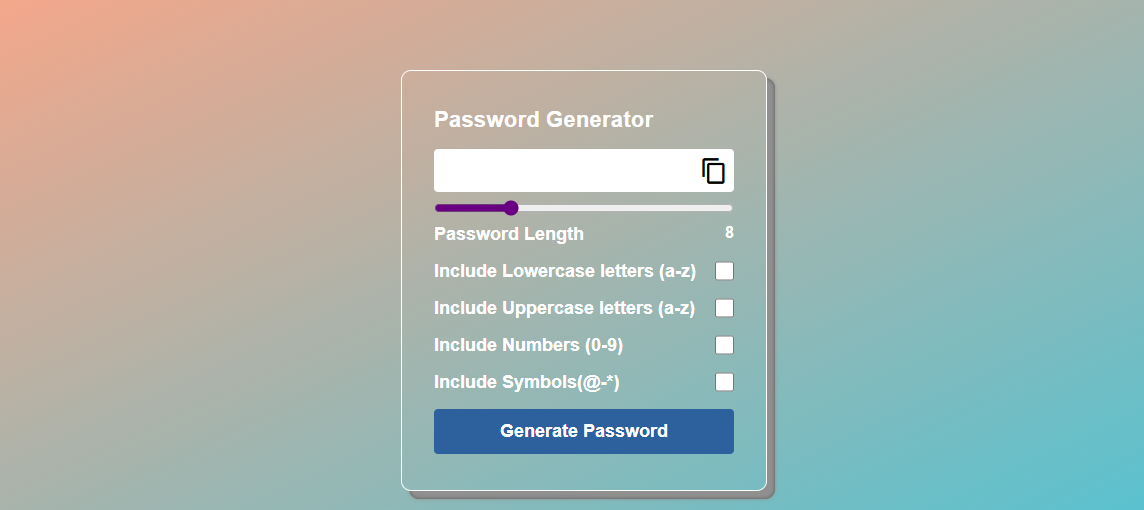 Password Generator
Password Length 8
Include Lowercase letters (a-z)
Include Uppercase letters (a-z)
Include Numbers (0-9)
Include Symbols(@-*)
Generate Password